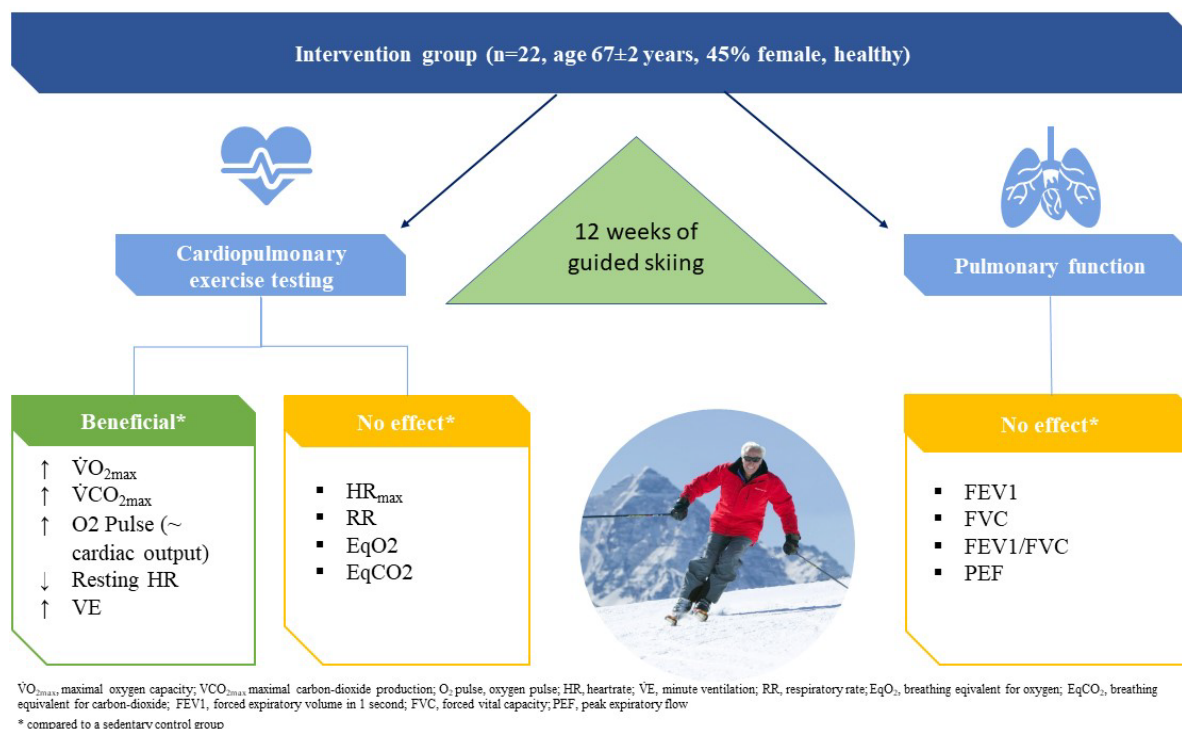 Intervention group (n=22, age 67±2 years, 45% female, healthy)
Cardiopulmonary
exercise testing
12 weeks of
guided skiing
Pulmonary function
Beneficial*
↑ V̇O₂max
↑ V̇CO₂max
↑ O2 Pulse (~
cardiac output)
↓ Resting HR
↑ VE
No effect*
▪ HRmax
▪ RR
▪ EqO2
▪ EqCO2
No effect*
▪ FEV1
▪ FVC
▪ FEV1/FVC
▪ PEF
V̇O₂max, maximal oxygen capacity; VCO₂max maximal carbon-dioxide production; O₂ pulse, oxygen pulse; HR, heartrate; V̇E, minute ventilation; RR, respiratory rate; EqO₂, breathing eqivalent for oxygen; EqCO₂, breathing
equivalent for carbon-dioxide; FEV1, forced expiratory volume in 1 second; FVC, forced vital capacity; PEF, peak expiratory flow
* compared to a sedentary control group